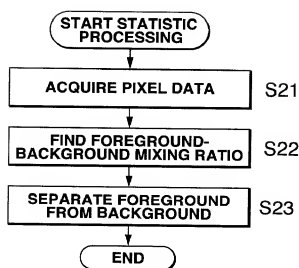 START STATISTIC
PROCESSING
ACQUIRE PIXEL DATA
S21
FIND FOREGROUND-
BACKGROUND MIXING RATIO
S22
SEPARATE FOREGROUND
FROM BACKGROUND
S23
END